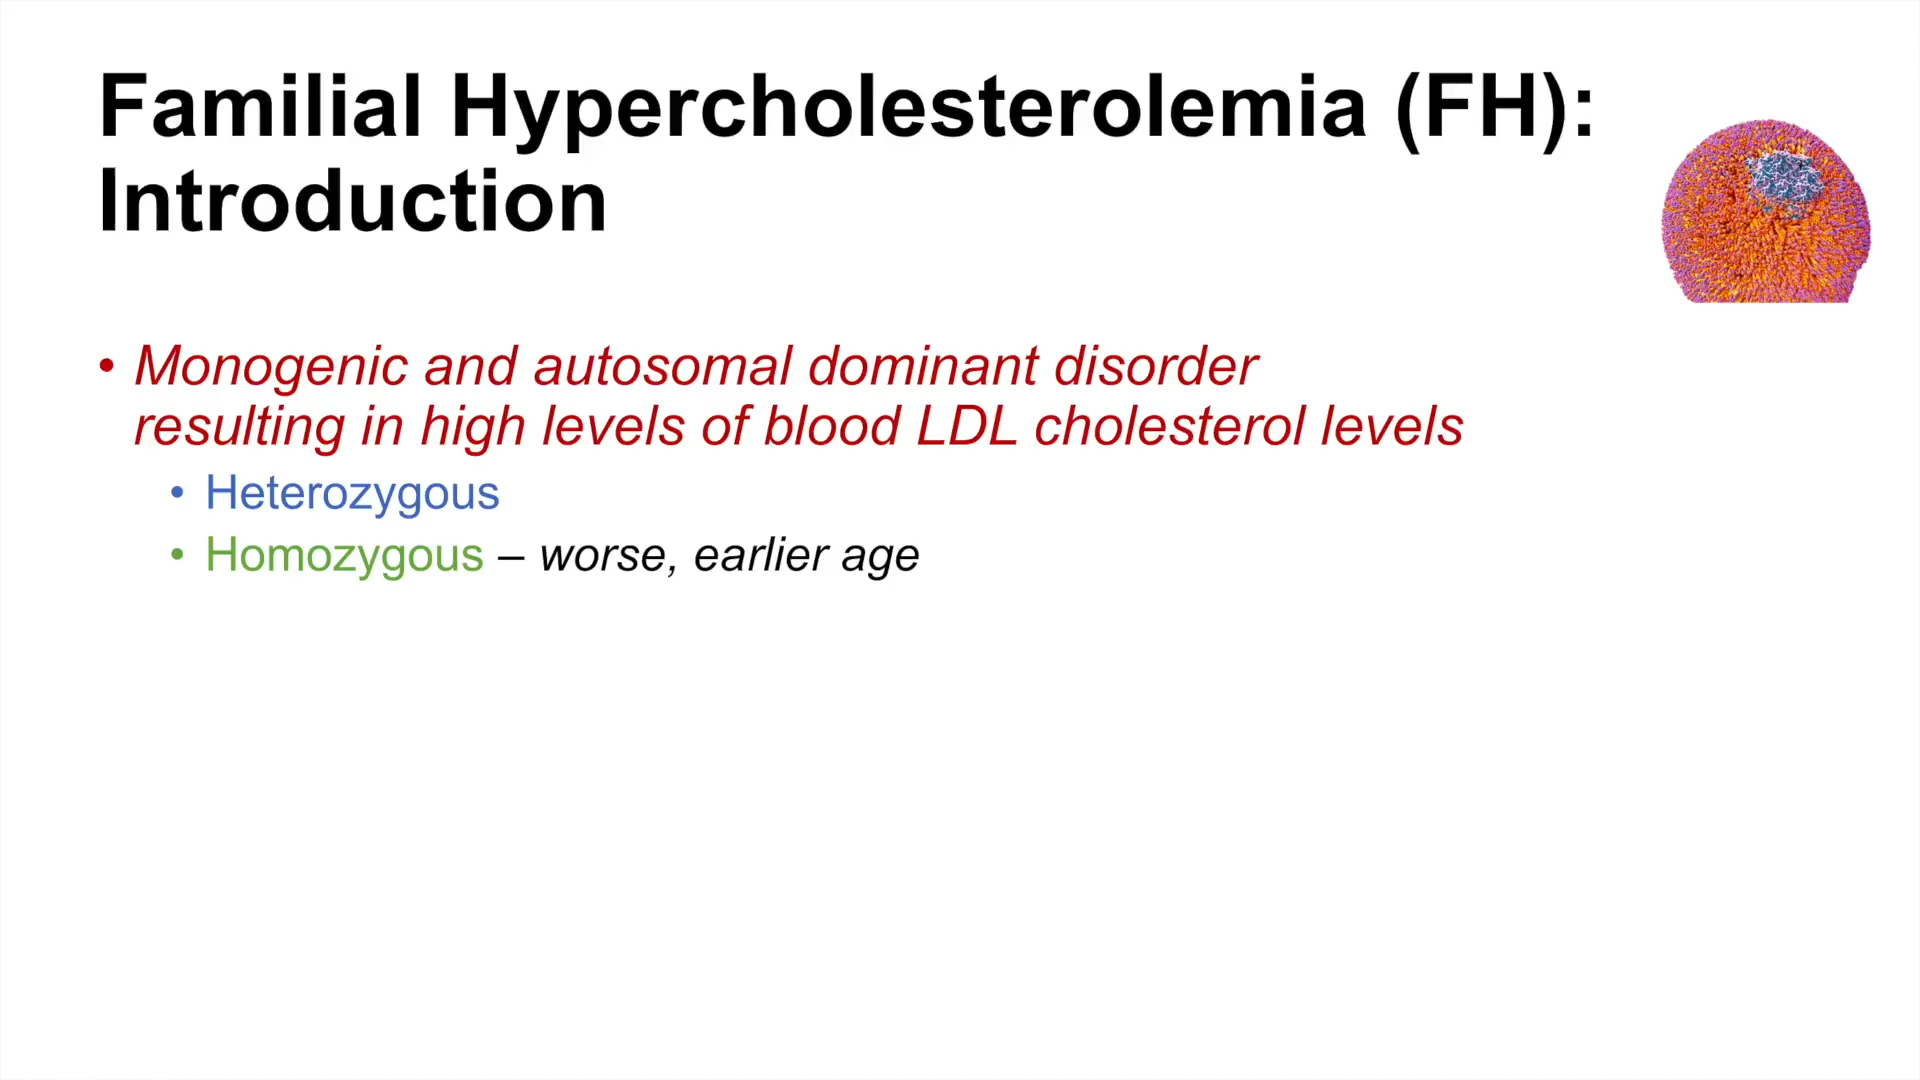 Familial Hypercholesterolemia (FH):
Introduction
• Monogenic and autosomal dominant disorder
resulting in high levels of blood LDL cholesterol levels
• Heterozygous
• Homozygous – worse, earlier age